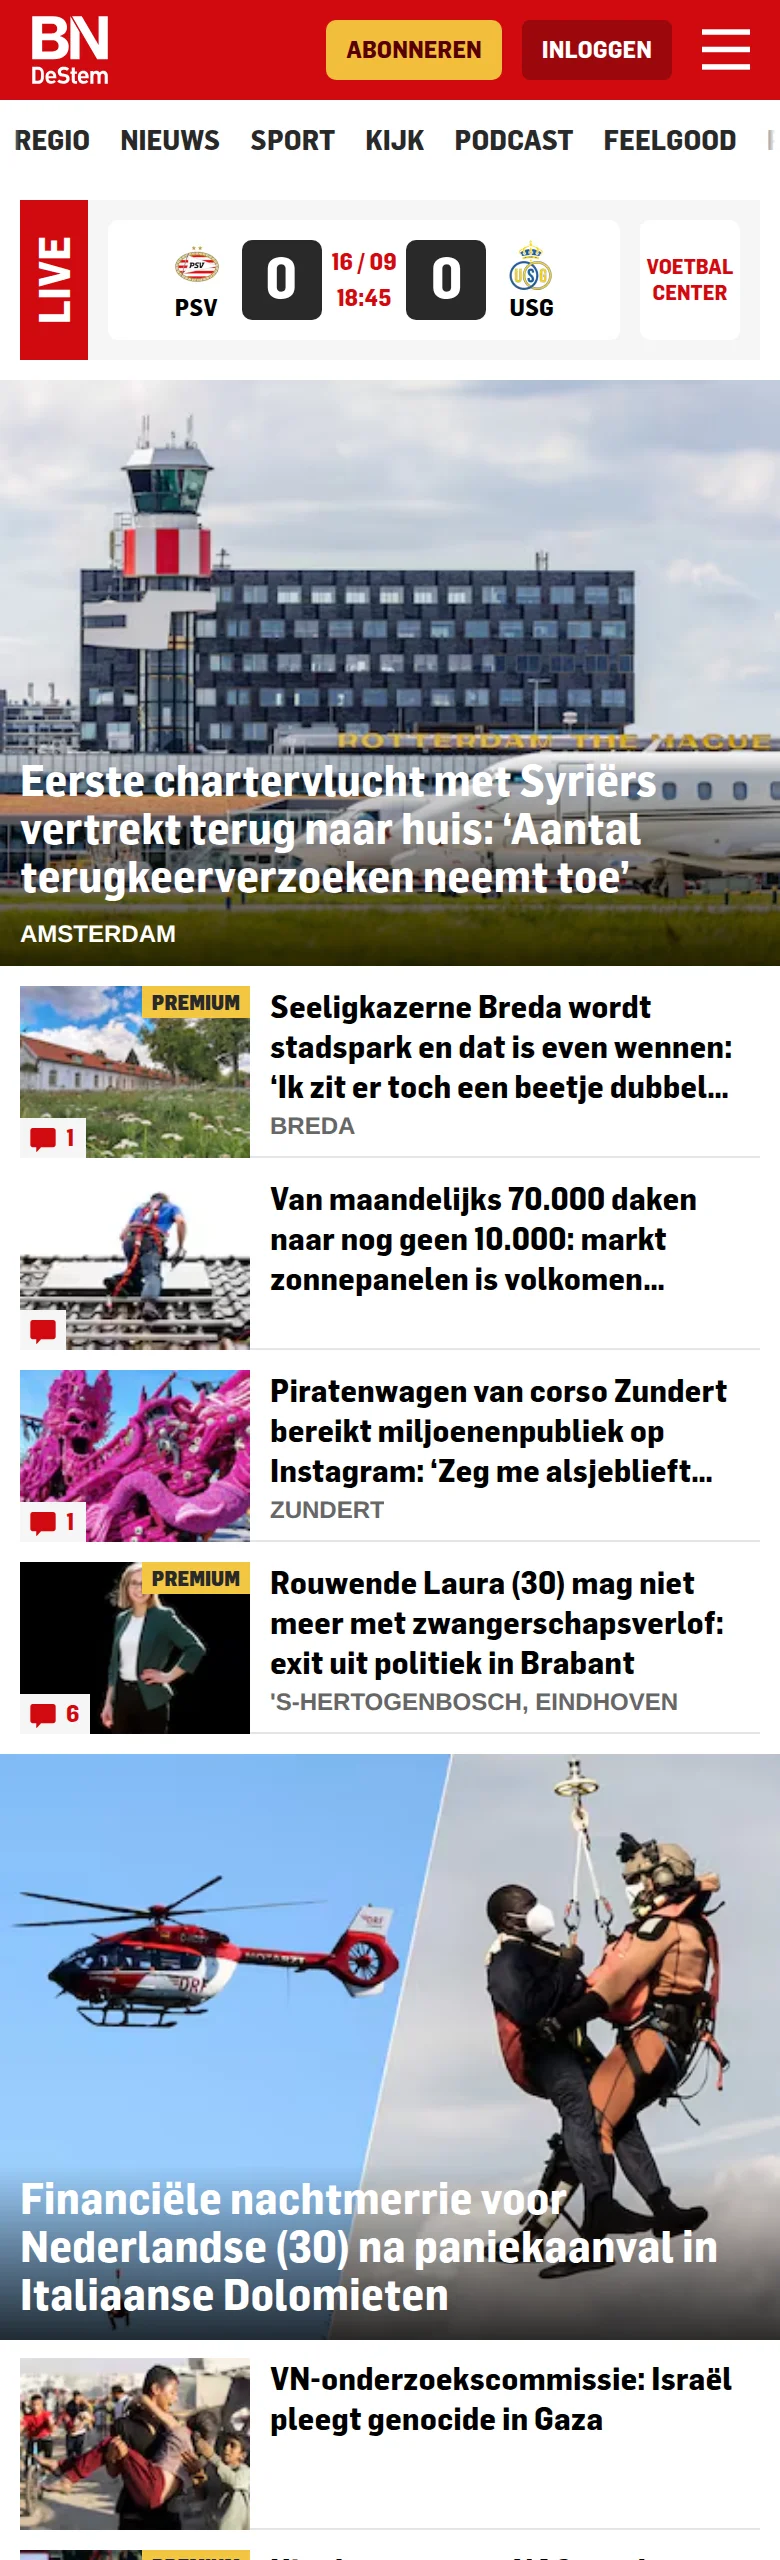 BN
DeStem
ABONNEREN
INLOGGEN
REGIO NIEUWS SPORT KIJK PODCAST FEELGOOD
LIVE
PSV
PSV
0
16 / 09
18:45
0
USG
USG
VOETBAL
CENTER
ROTTERDAM THE HAGUE
Eerste chartervlucht met Syriërs
vertrekt terug naar huis: ‘Aantal
terugkeerverzoeken neemt toe’
AMSTERDAM
PREMIUM
1
Seeligkazerne Breda wordt
stadspark en dat is even wennen:
‘Ik zit er toch een beetje dubbel...
BREDA
Van maandelijks 70.000 daken
naar nog geen 10.000: markt
zonnepanelen is volkomen...
1
Piratenwagen van corso Zundert
bereikt miljoenenpubliek op
Instagram: ‘Zeg me alsjeblieft...
ZUNDERT
PREMIUM
6
Rouwende Laura (30) mag niet
meer met zwangerschapsverlof:
exit uit politiek in Brabant
'S-HERTOGENBOSCH, EINDHOVEN
DRF
NOTARZT
DRF
Financiële nachtmerrie voor
Nederlandse (30) na paniekaanval in
Italiaanse Dolomieten
VN-onderzoekscommissie: Israël
pleegt genocide in Gaza